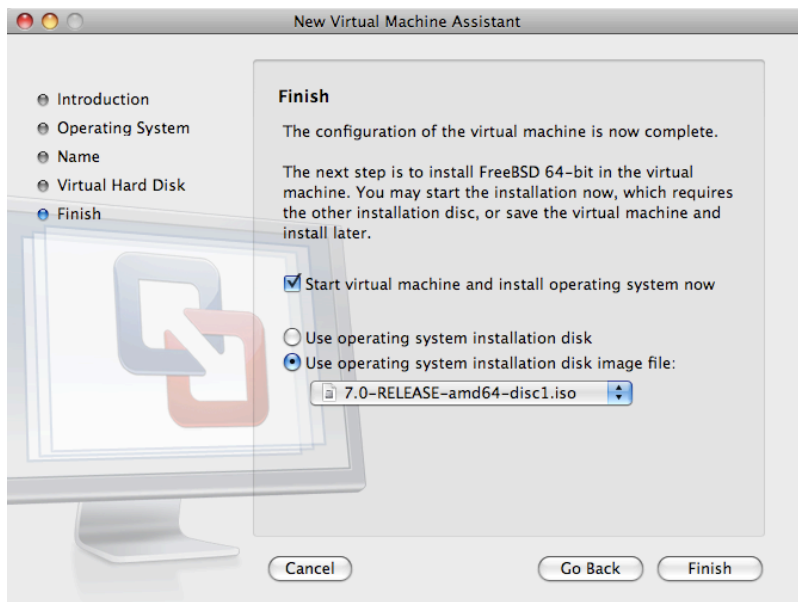 New Virtual Machine Assistant
Introduction
Operating System
Name
Virtual Hard Disk
Finish
Finish
The configuration of the virtual machine is now complete.
The next step is to install FreeBSD 64-bit in the virtual
machine. You may start the installation now, which requires
the other installation disc, or save the virtual machine and
install later.
Start virtual machine and install operating system now
Use operating system installation disk
Use operating system installation disk image file:
7.0-RELEASE-amd64-disc1.iso
Cancel
Go Back
Finish